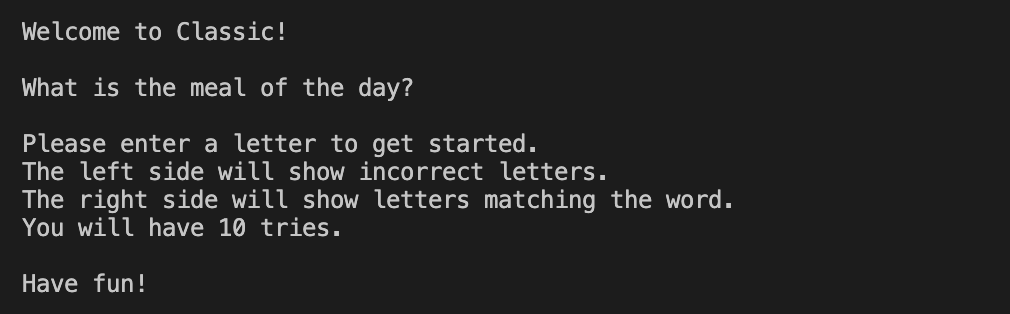 Welcome to Classic!
What is the meal of the day?
Please enter a letter to get started.
The left side will show incorrect letters.
The right side will show letters matching the word.
You will have 10 tries.
Have fun!